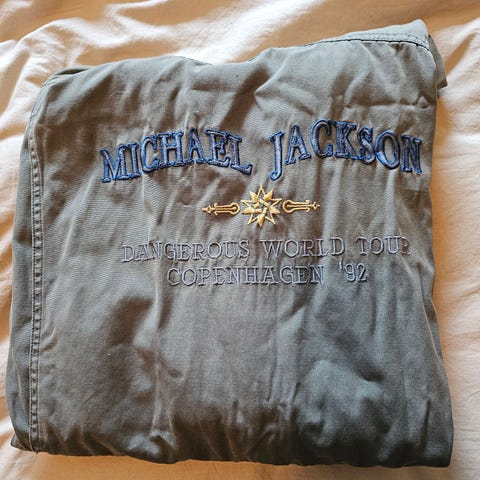 MICHAEL JACKSON
DANGEROUS WORLD TOUR
COPENHAGEN '92